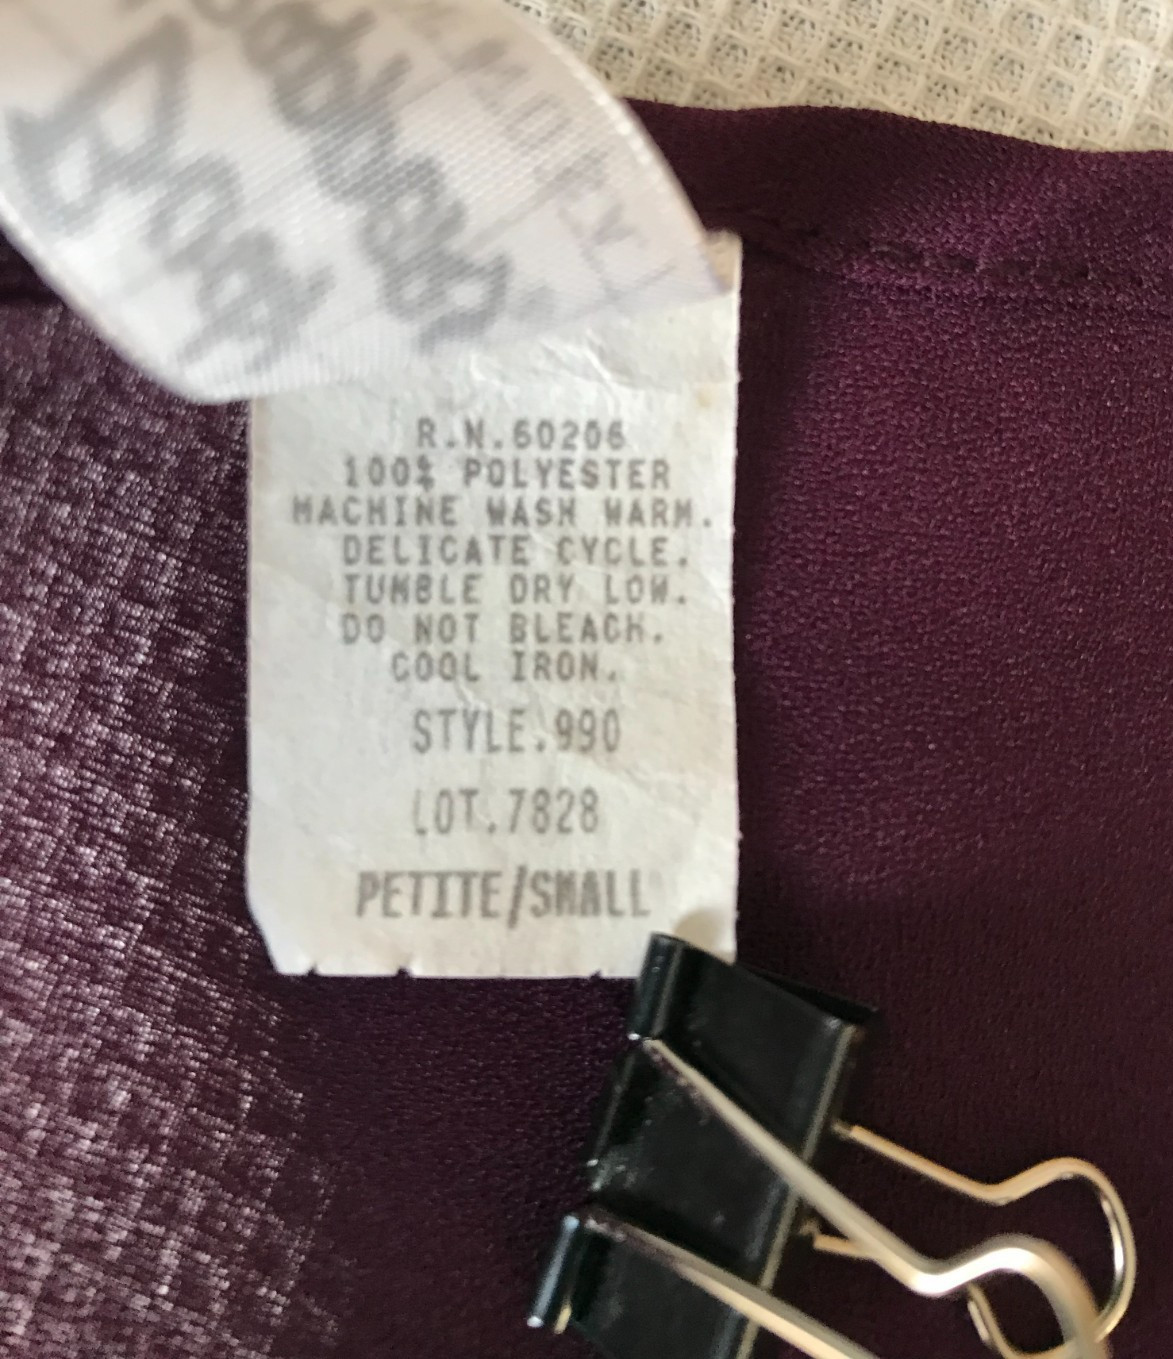 R.N.60206
100% POLYESTER
MACHINE WASH WARM.
DELICATE CYCLE.
TUMBLE DRY LOW.
DO NOT BLEACH.
COOL IRON.
STYLE.990
LOT.7828
PETITE/SMALL